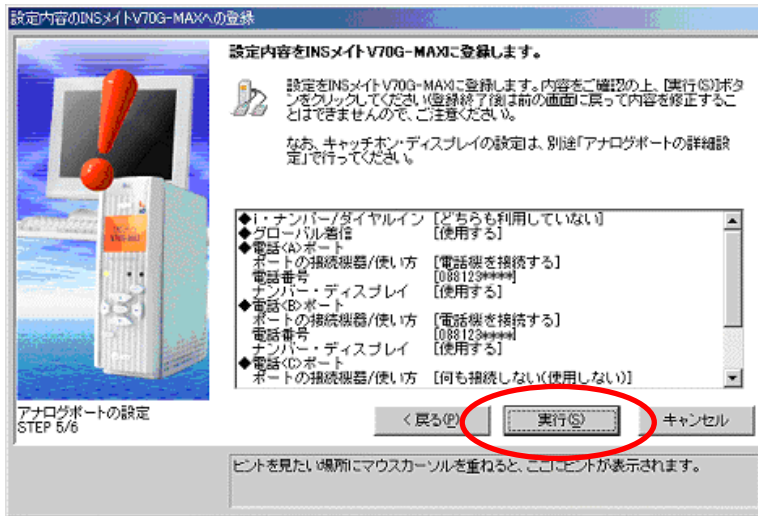 設定内容のINSメイトV70G-MAXへの登録
設定内容をINSメイトV70G-MAXに登録します。
設定をINSメイトV70G-MAXに登録します。内容をご確認の上、[実行(S)]ボタ
ンをクリックしてください(登録終了後は前の画面に戻って内容を修正するこ
とはできませんので、ご注意ください)。
なお、キャッチホン・ディスプレイの設定は、別途「アナログポートの詳細設
定」で行ってください。
◆i・ナンバー/ダイヤルイン [どちらも利用していない]
◆グローバル着信 [使用する]
◆電話<A>ポート
ポートの接続機器/使い方 [電話機を接続する]
電話番号 [088123****]
ナンバー・ディスプレイ [使用する]
◆電話<B>ポート
ポートの接続機器/使い方 [電話機を接続する]
電話番号 [088123****]
ナンバー・ディスプレイ [使用する]
◆電話<C>ポート
ポートの接続機器/使い方 [何も接続しない(使用しない)]
アナログポートの設定
STEP 5/6
< 戻る(P) 実行(S) キャンセル
ヒントを見たい場所にマウスカーソルを重ねると、ここにヒントが表示されます。